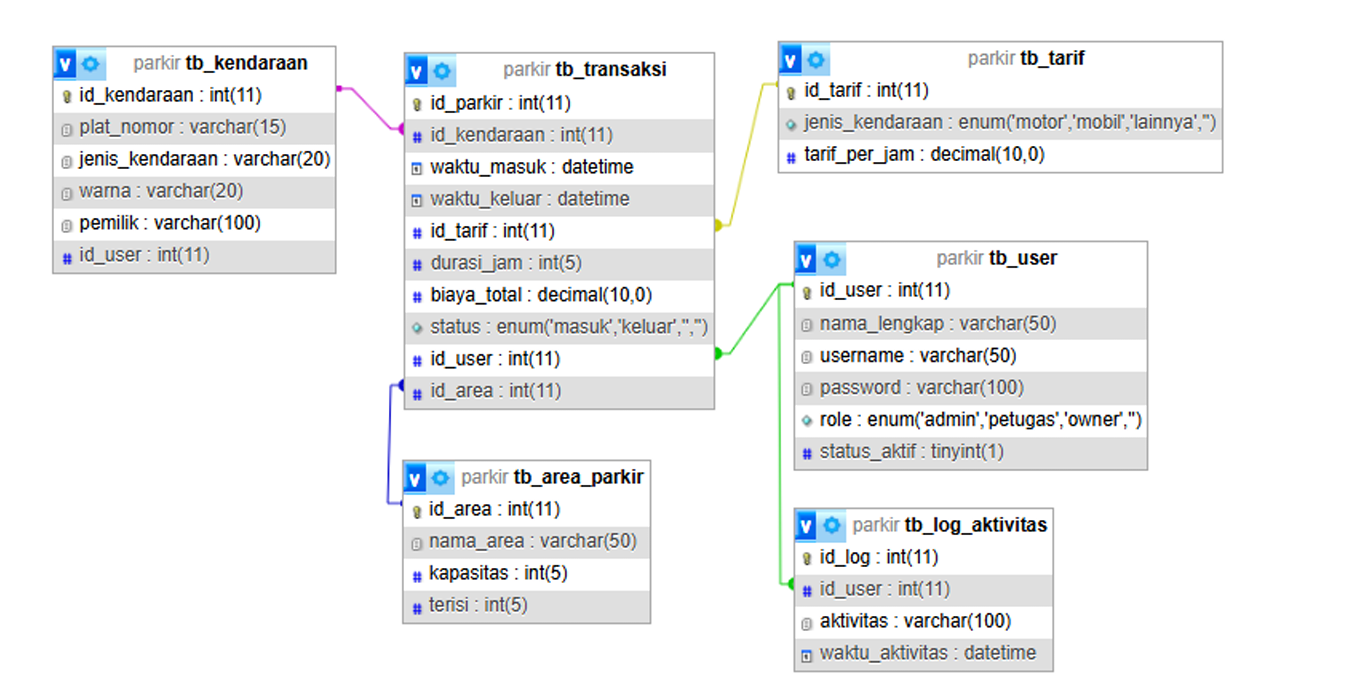 parkir tb_kendaraan
id_kendaraan : int(11)
plat_nomor : varchar(15)
jenis_kendaraan : varchar(20)
warna : varchar(20)
pemilik : varchar(100)
id_user : int(11)
parkir tb_transaksi
id_parkir : int(11)
id_kendaraan : int(11)
waktu_masuk : datetime
waktu_keluar : datetime
id_tarif : int(11)
durasi_jam : int(5)
biaya_total : decimal(10,0)
status : enum('masuk','keluar','','')
id_user : int(11)
id_area : int(11)
parkir tb_area_parkir
id_area : int(11)
nama_area : varchar(50)
kapasitas : int(5)
terisi : int(5)
parkir tb_tarif
id_tarif : int(11)
jenis_kendaraan : enum('motor','mobil','lainnya','')
tarif_per_jam : decimal(10,0)
parkir tb_user
id_user : int(11)
nama_lengkap : varchar(50)
username : varchar(50)
password : varchar(100)
role : enum('admin','petugas','owner','')
status_aktif : tinyint(1)
parkir tb_log_aktivitas
id_log : int(11)
id_user : int(11)
aktivitas : varchar(100)
waktu_aktivitas : datetime